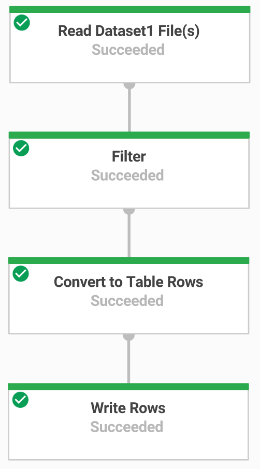 Read Dataset1 File(s)
Succeeded
Filter
Succeeded
Convert to Table Rows
Succeeded
Write Rows
Succeeded